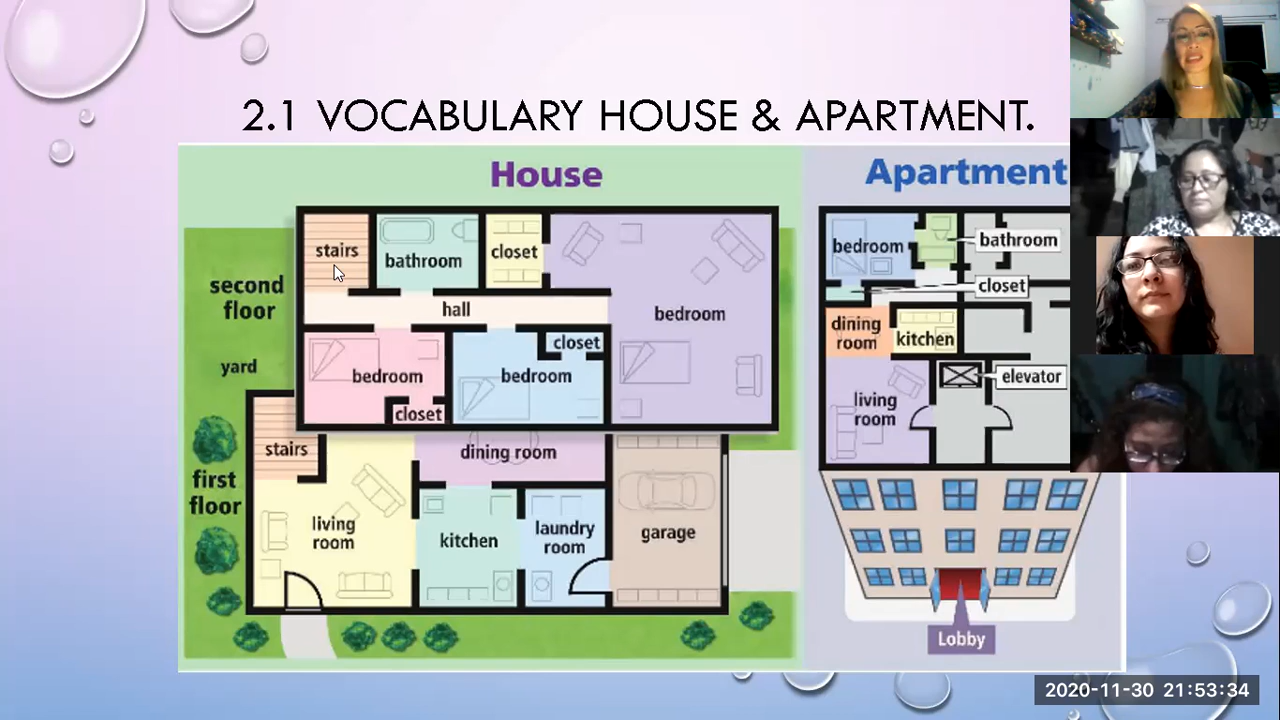 2.1 VOCABULARY HOUSE & APARTMENT.
House
stairs
bathroom
closet
second
floor
hall
bedroom
yard
bedroom
closet
bedroom
closet
stairs
dining room
first
floor
living
room
kitchen
laundry
room
garage
Apartment
bedroom
bathroom
closet
dining
room
kitchen
elevator
living
room
Lobby
2020-11-30 21:53:34